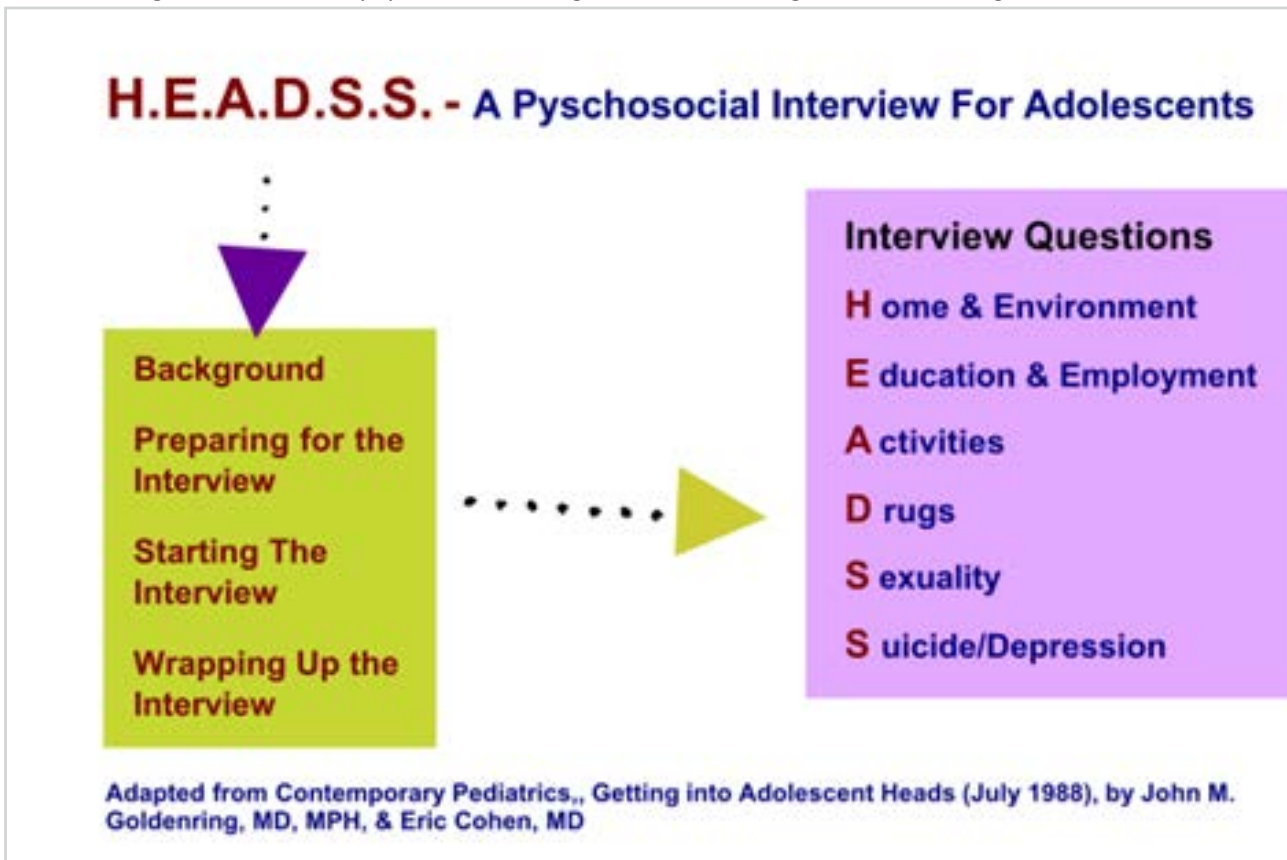 H.E.A.D.S.S. - A Pyschosocial Interview For Adolescents
Background
Preparing for the
Interview
Starting The
Interview
Wrapping Up the
Interview
Interview Questions
H ome & Environment
E ducation & Employment
A ctivities
D rugs
S exuality
S uicide/Depression
Adapted from Contemporary Pediatrics,, Getting into Adolescent Heads (July 1988), by John M.
Goldenring, MD, MPH, & Eric Cohen, MD